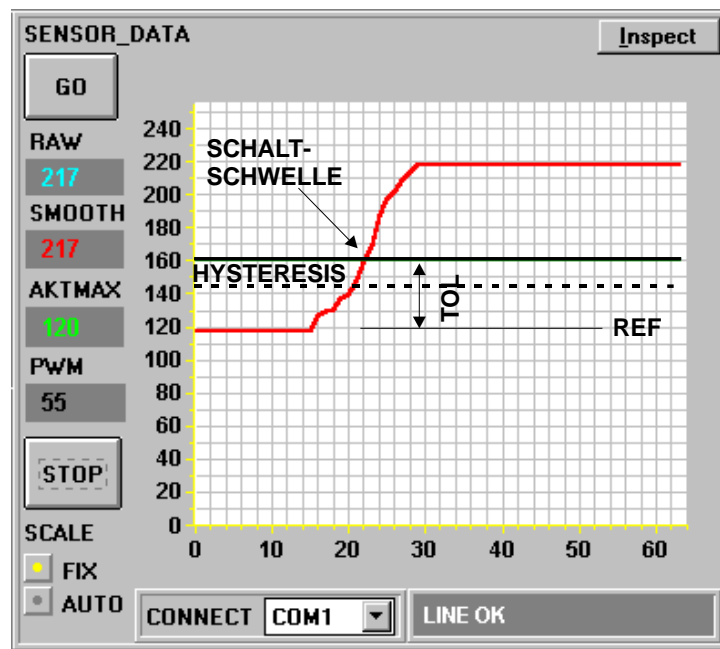 SENSOR_DATA
Inspect
GO
RAW
217
SMOOTH
217
AKTMAX
120
PWM
55
STOP
SCALE
FIX
AUTO
240
220
200
180
160
140
120
100
80
60
40
20
0
0 10 20 30 40 50 60
SCHALT-
SCHWELLE
HYSTERESIS
TOL
REF
CONNECT COM1
LINE OK